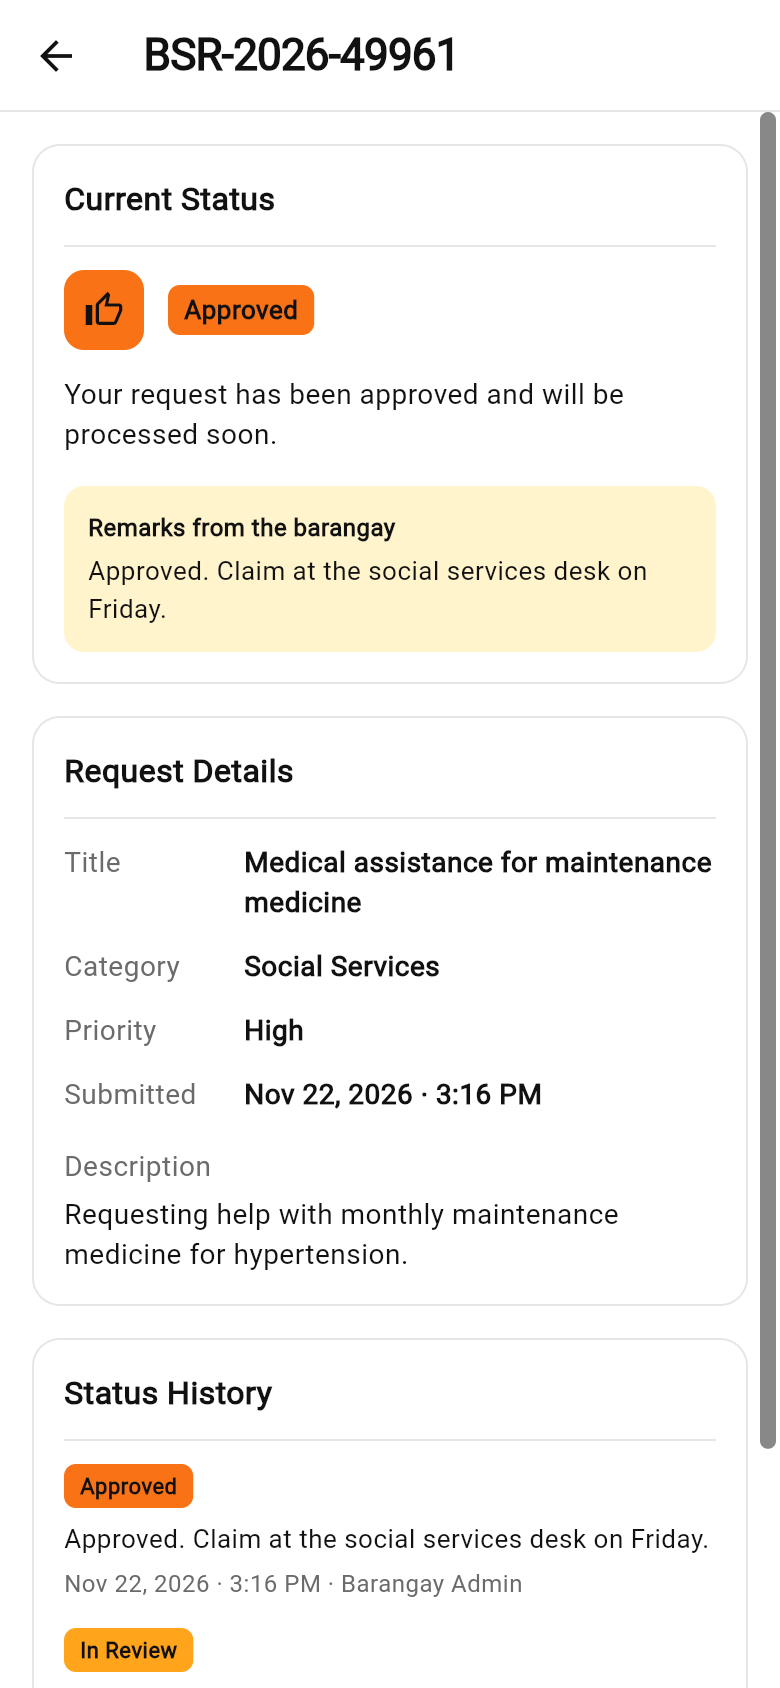 BSR-2026-49961
Current Status
Approved
Your request has been approved and will be
processed soon.
Remarks from the barangay
Approved. Claim at the social services desk on
Friday.
Request Details
Title
Medical assistance for maintenance
medicine
Category
Social Services
Priority
High
Submitted
Nov 22, 2026 · 3:16 PM
Description
Requesting help with monthly maintenance
medicine for hypertension.
Status History
Approved
Approved. Claim at the social services desk on Friday.
Nov 22, 2026 · 3:16 PM · Barangay Admin
In Review